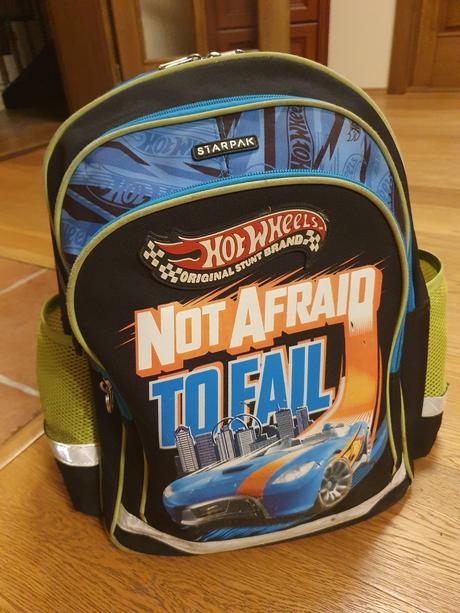 STARPAK
HOT WHEELS
ORIGINAL STUNT BRAND
NOT AFRAID
TO FAIL